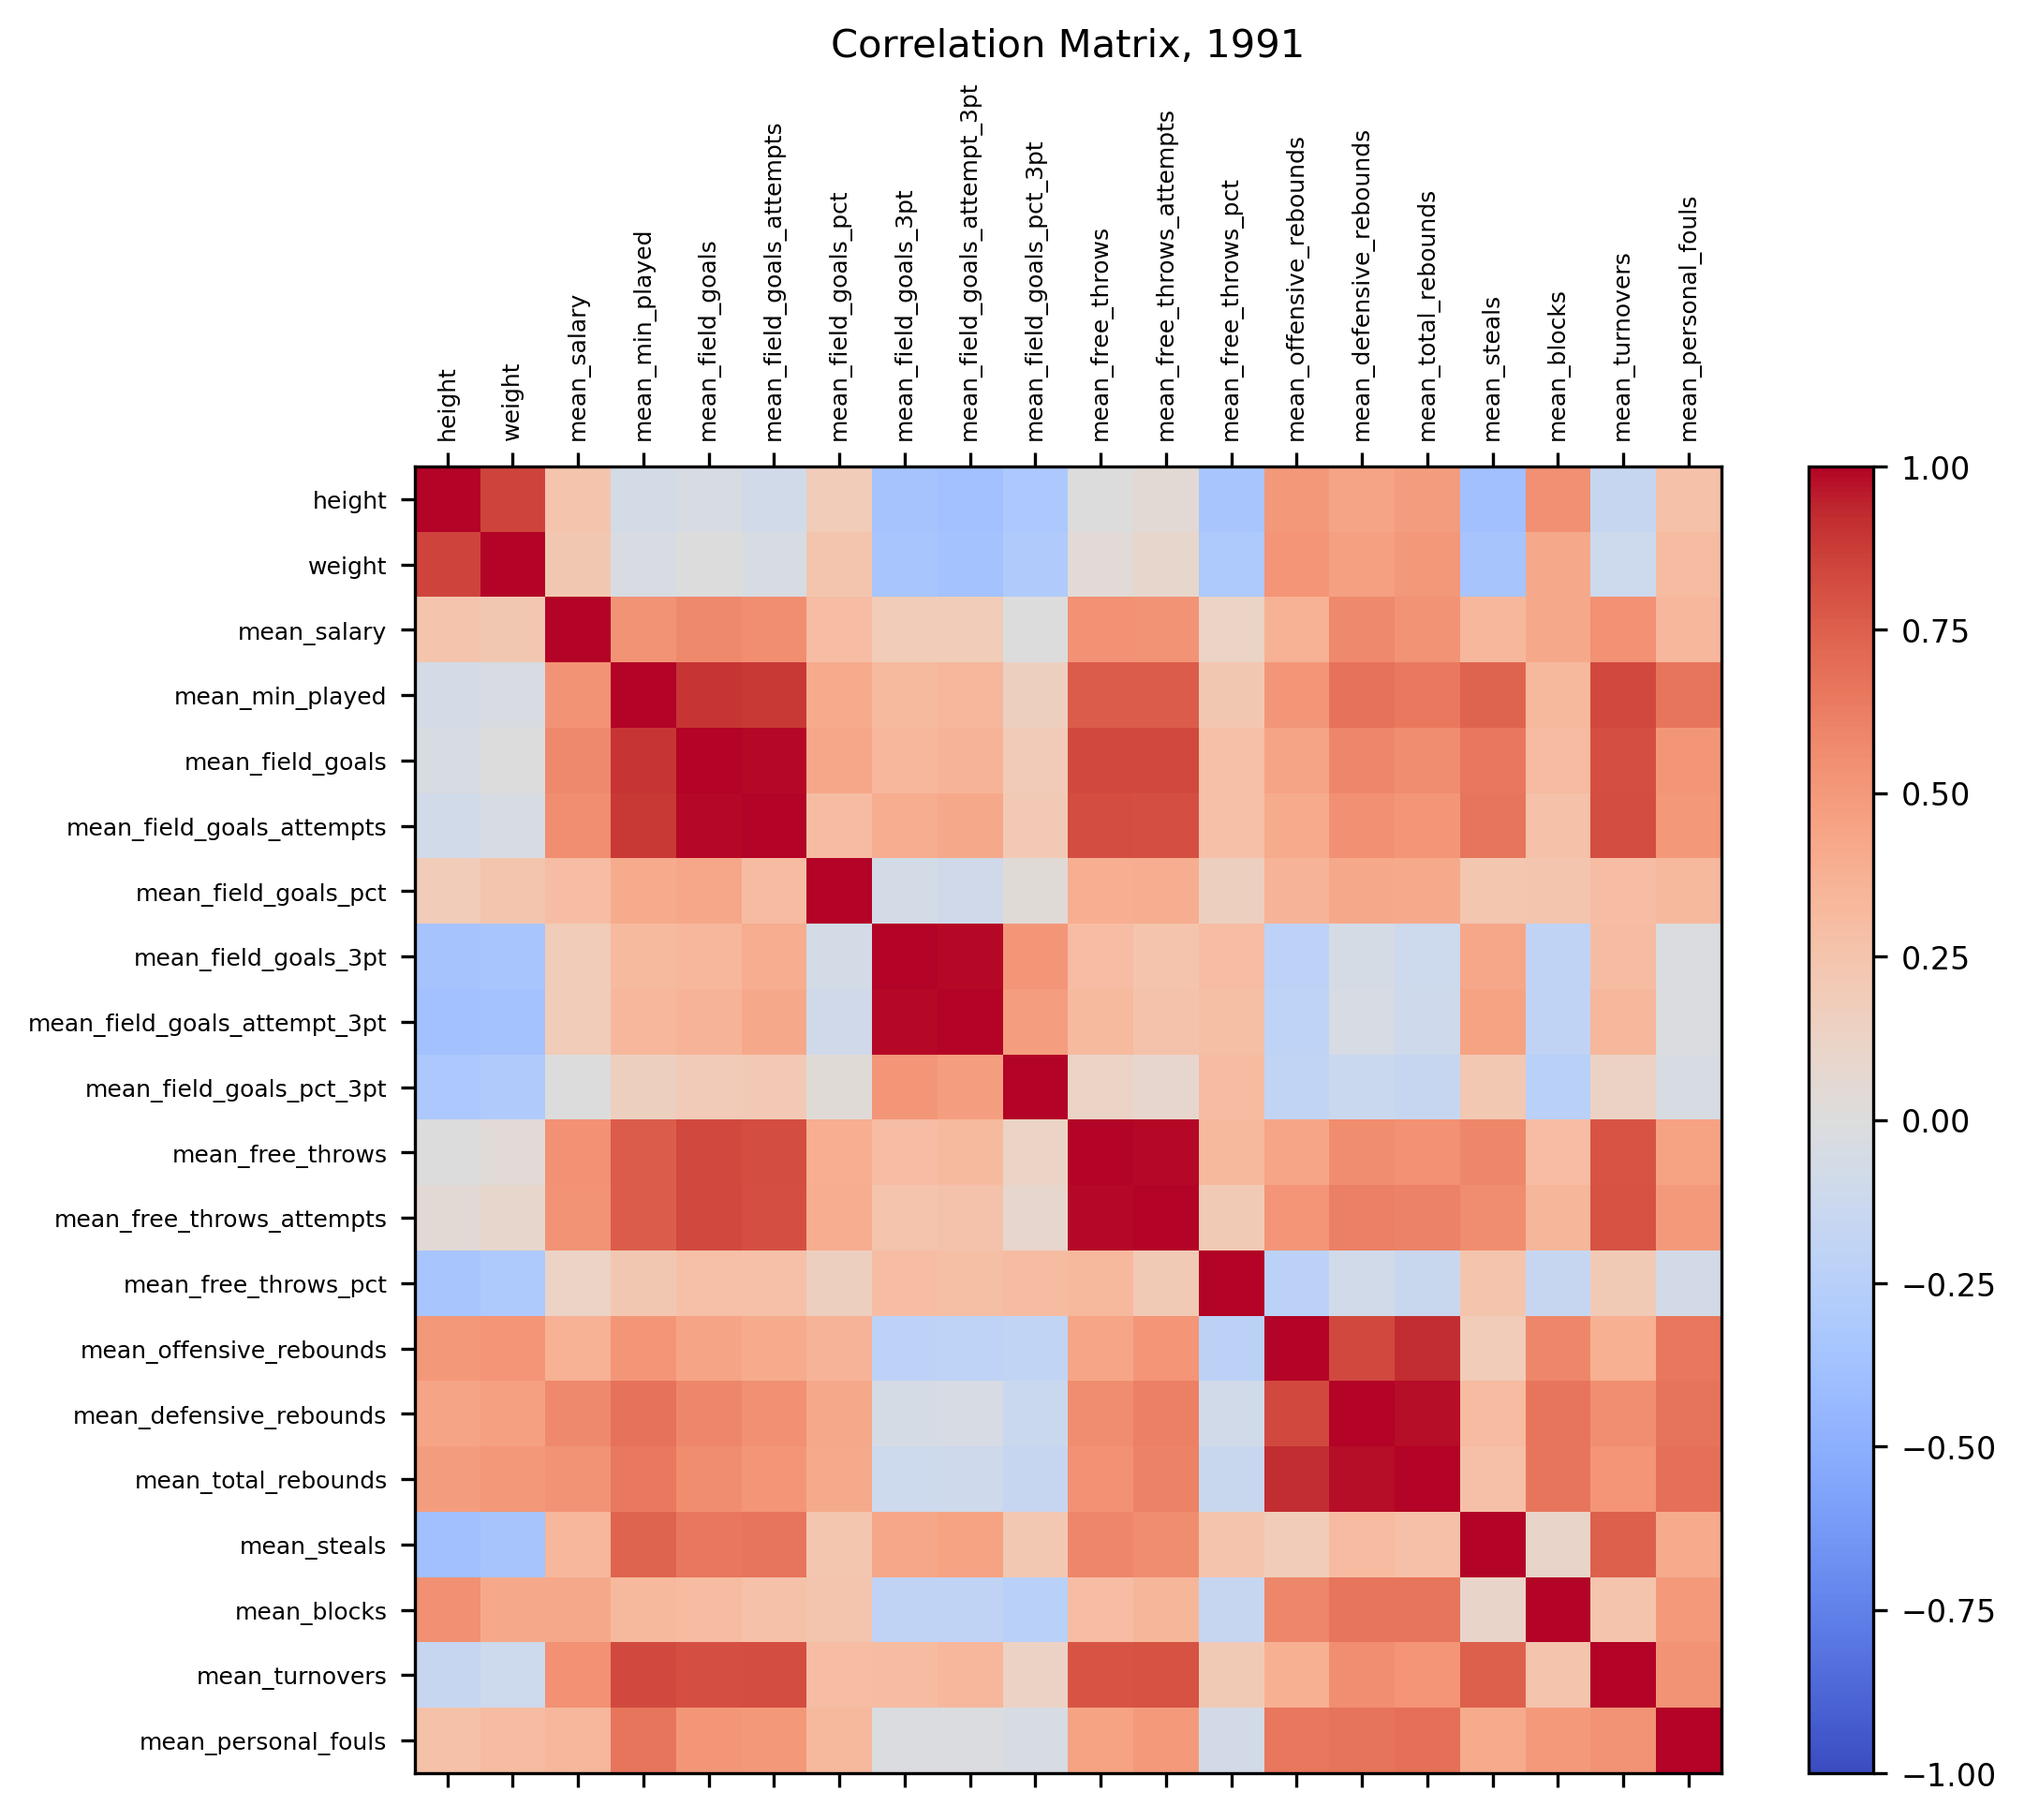 Correlation Matrix, 1991
height
weight
mean_salary
mean_min_played
mean_field_goals
mean_field_goals_attempts
mean_field_goals_pct
mean_field_goals_3pt
mean_field_goals_attempt_3pt
mean_field_goals_pct_3pt
mean_free_throws
mean_free_throws_attempts
mean_free_throws_pct
mean_offensive_rebounds
mean_defensive_rebounds
mean_total_rebounds
mean_steals
mean_blocks
mean_turnovers
mean_personal_fouls
height
weight
mean_salary
mean_min_played
mean_field_goals
mean_field_goals_attempts
mean_field_goals_pct
mean_field_goals_3pt
mean_field_goals_attempt_3pt
mean_field_goals_pct_3pt
mean_free_throws
mean_free_throws_attempts
mean_free_throws_pct
mean_offensive_rebounds
mean_defensive_rebounds
mean_total_rebounds
mean_steals
mean_blocks
mean_turnovers
mean_personal_fouls
1.00
0.75
0.50
0.25
0.00
−0.25
−0.50
−0.75
−1.00